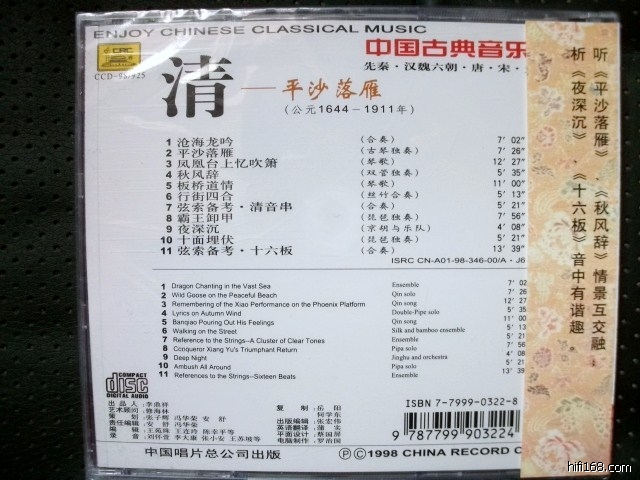 ENJOY CHINESE CLASSICAL MUSIC
CRC
中国古典音乐
先秦·汉魏六朝·唐·宋·
清——平沙落雁
(公元1644-1911年)
1 沧海龙吟 (合奏) 7′02″
2 平沙落雁 (古琴独奏) 7′26″
3 凤凰台上忆吹箫 (琴歌) 12′27″
4 秋风辞 (双管独奏) 5′35″
5 板桥道情 (琴歌) 11′00″
6 行街四合 (丝竹合奏) 5′13″
7 弦索备考·清音串 (合奏) 5′21″
8 霸王卸甲 (琵琶独奏) 7′56″
9 夜深沉 (京胡与乐队) 4′08″
10 十面埋伏 (琵琶独奏) 5′21″
11 弦索备考·十六板 (合奏) 13′39″
ISRC CN-A01-98-346-00/A·J6
1 Dragon Chanting in the Vast Sea Ensemble 7′02
2 Wild Goose on the Peaceful Beach Qin solo 7′26
3 Remembering of the Xiao Performance on the Phoenix Platform Qin song 12′27
4 Lyrics on Autumn Wind Double-Pipe solo 5′35
5 Banqiao Pouring Out His Feelings Qin song 11′00
6 Walking on the Street Silk and bamboo ensemble 5′13
7 Reference to the Strings--A Cluster of Clear Tones Ensemble 5′21
8 Conqueror Xiang Yu's Triumphant Return Pipa solo 7′56
9 Deep Night Jinghu and orchestra 4′08
10 Ambush All Around Pipa solo 5′21
11 References to the Strings--Sixteen Beats Ensemble 13′39
COMPACT
disc
DIGITAL AUDIO
ISBN 7-7999-0322-8
9 787799 903224
中国唱片总公司出版
℗©1998 CHINA RECORD C
听《平沙落雁》、《秋风辞》情景互交融，
析《夜深沉》、《十六板》音中有谐趣。
hifi168.com